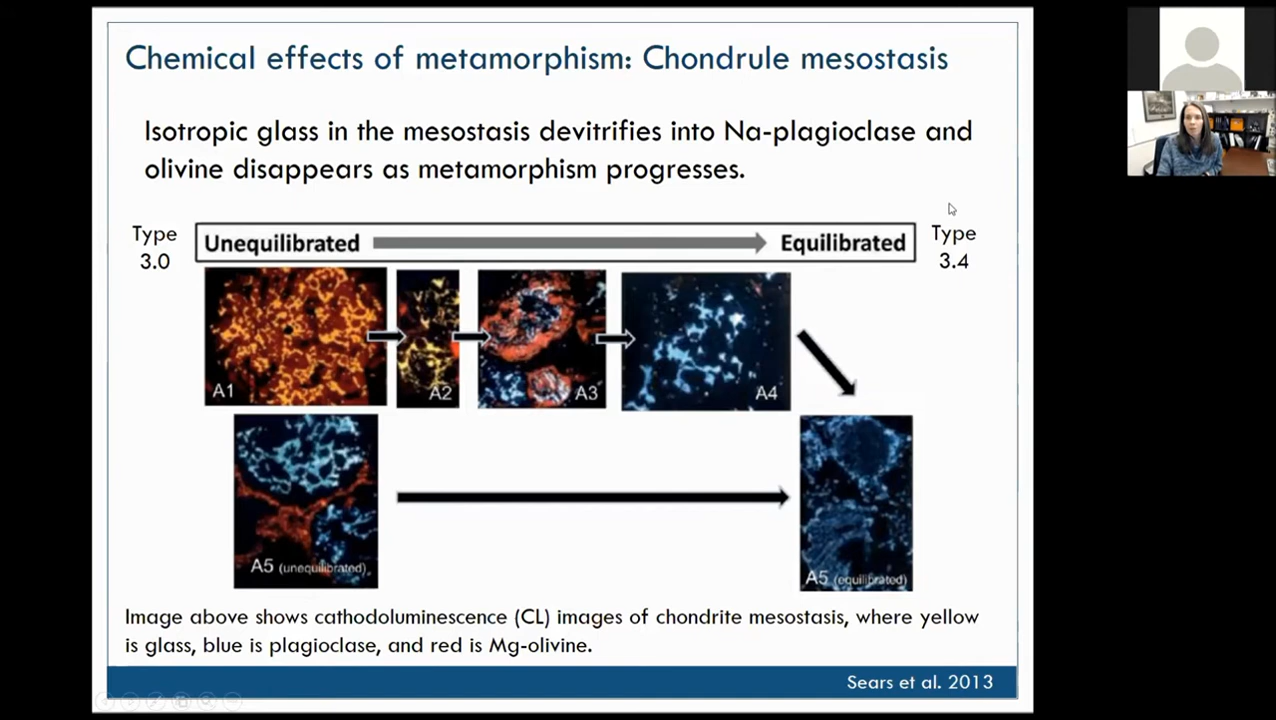 Chemical effects of metamorphism: Chondrule mesostasis
Isotropic glass in the mesostasis devitrifies into Na-plagioclase and
olivine disappears as metamorphism progresses.
Type
3.0
Unequilibrated
Equilibrated
Type
3.4
A1
A2
A3
A4
A5 (unequilibrated)
A5 (equilibrated)
Image above shows cathodoluminescence (CL) images of chondrite mesostasis, where yellow
is glass, blue is plagioclase, and red is Mg-olivine.
Sears et al. 2013